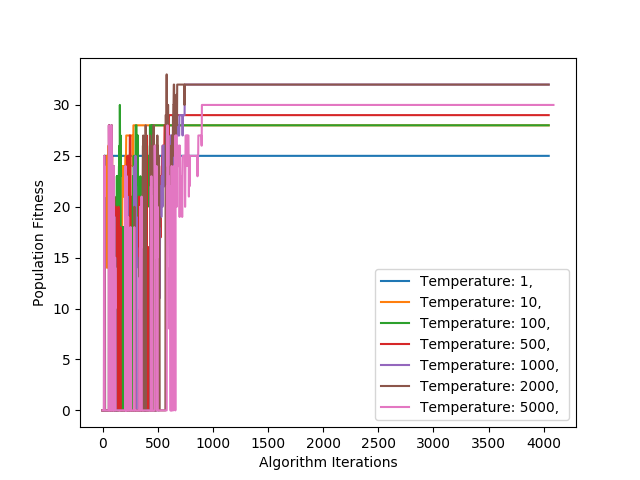 30
25
20
15
10
5
0
Population Fitness
0 500 1000 1500 2000 2500 3000 3500 4000
Algorithm Iterations
Temperature: 1,
Temperature: 10,
Temperature: 100,
Temperature: 500,
Temperature: 1000,
Temperature: 2000,
Temperature: 5000,